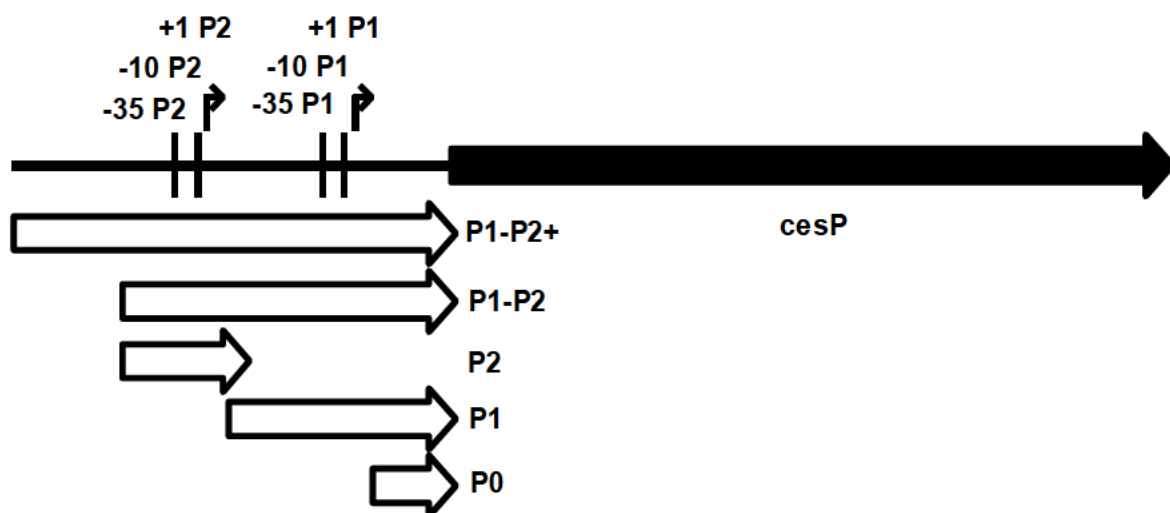 +1 P2 +1 P1
-10 P2 -10 P1
-35 P2 -35 P1
cesP
P1-P2+
P1-P2
P2
P1
P0